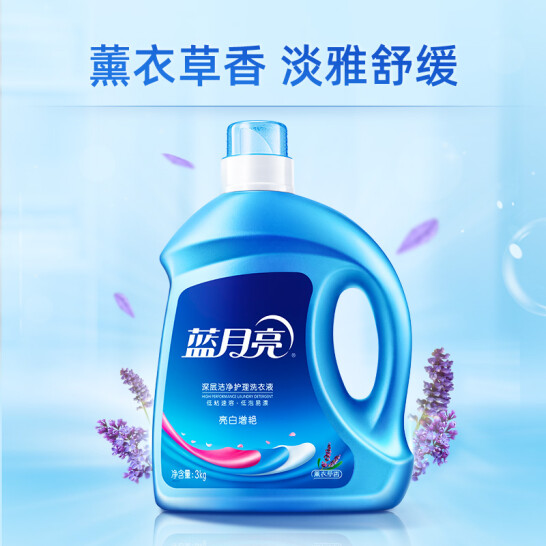 薰衣草香 淡雅舒缓
蓝月亮®
深层洁净护理洗衣液
HIGH PERFORMANCE LAUNDRY DETERGENT
低粘速溶·低泡易漂
亮白增艳
净含量:3kg
薰衣草香